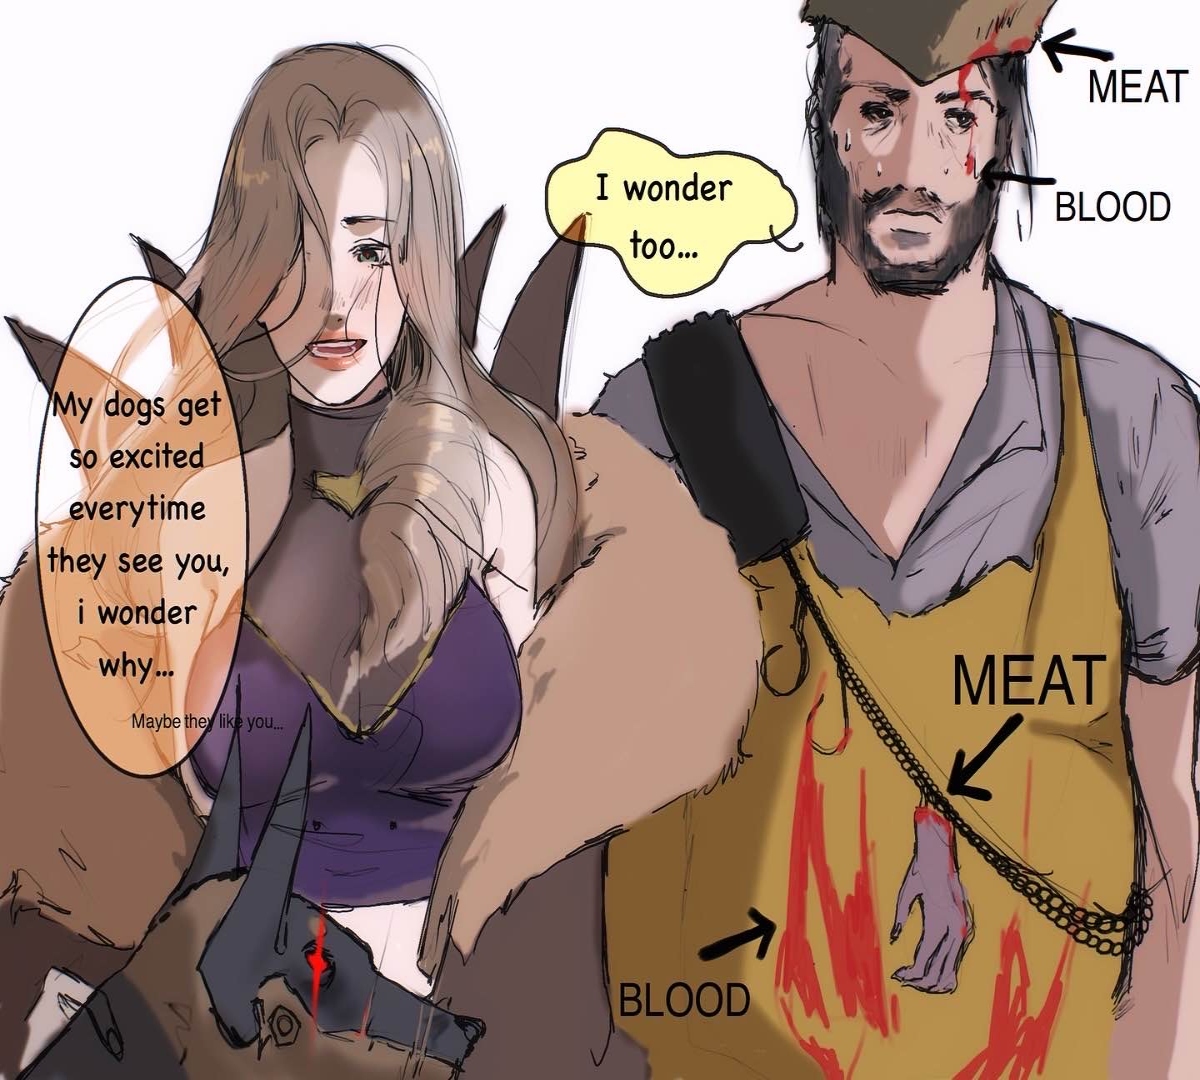 MEAT
I wonder
too...
BLOOD
My dogs get
so excited
everytime
they see you,
i wonder
why...
Maybe they like you...
MEAT
BLOOD